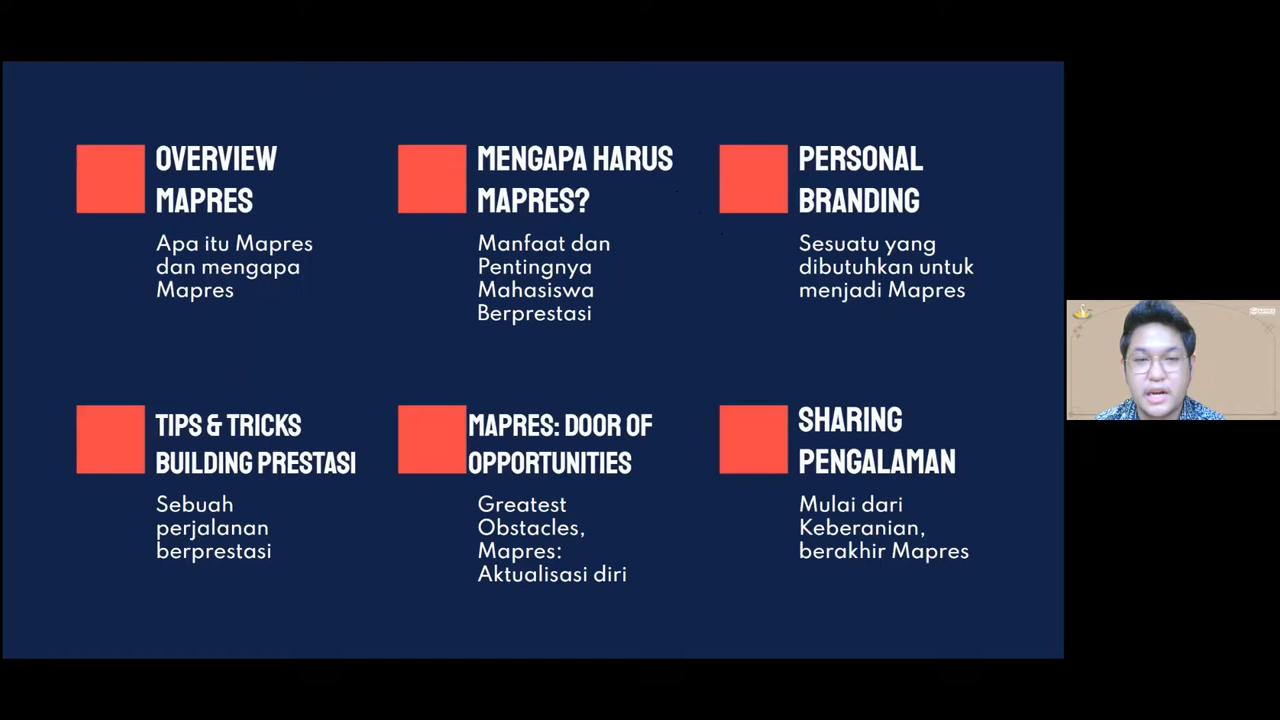 OVERVIEW
MAPRES
Apa itu Mapres
dan mengapa
Mapres
MENGAPA HARUS
MAPRES?
Manfaat dan
Pentingnya
Mahasiswa
Berprestasi
PERSONAL
BRANDING
Sesuatu yang
dibutuhkan untuk
menjadi Mapres
TIPS & TRICKS
BUILDING PRESTASI
Sebuah
perjalanan
berprestasi
MAPRES: DOOR OF
OPPORTUNITIES
Greatest
Obstacles,
Mapres:
Aktualisasi diri
SHARING
PENGALAMAN
Mulai dari
Keberanian,
berakhir Mapres